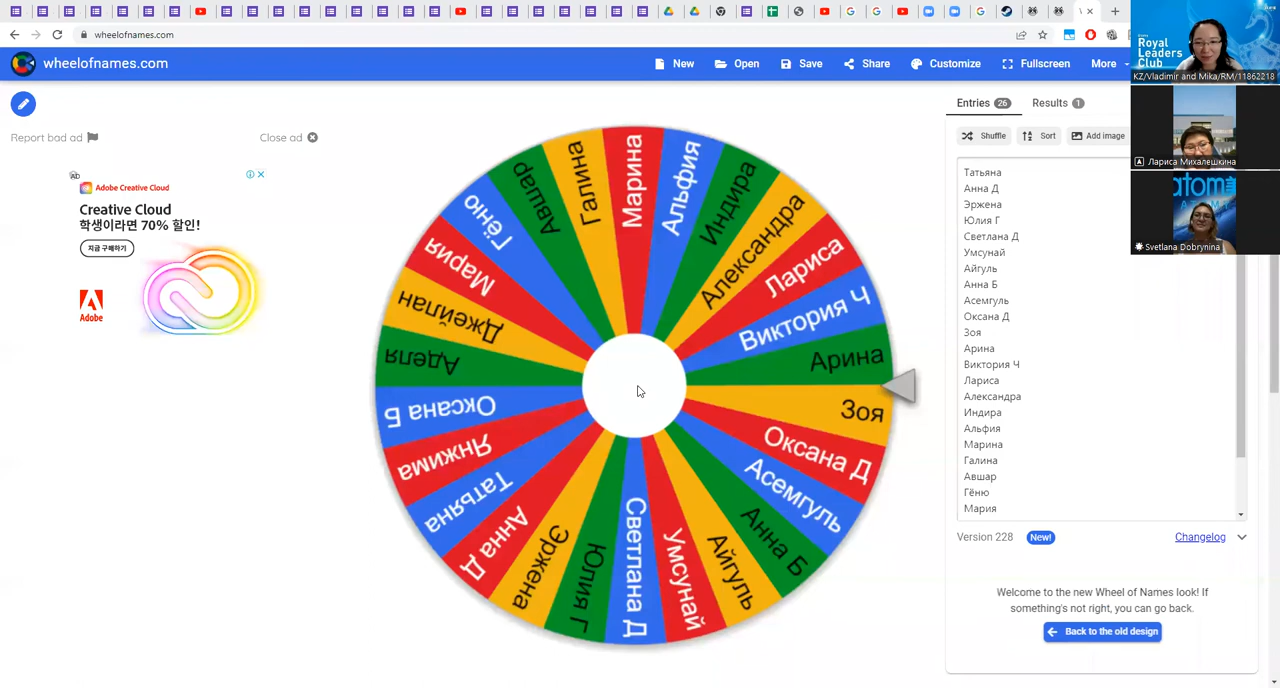 wheelofnames.com
wheelofnames.com
New
Open
Save
Share
Customize
Fullscreen
More
Royal
Leaders
Club
KZ/Vladimir and Mika/RM/11862218
Лариса Михалешкина
atom
Svetlana Dobrynina
Report bad ad
Close ad
Ad
Adobe Creative Cloud
Creative Cloud
학생이라면 70% 할인!
지금 구매하기
Adobe
Марина
Альфия
Индира
Александра
Лариса
Виктория Ч
Арина
Зоя
Оксана Д
Асемгуль
Анна Б
Айгуль
Умсунай
Светлана Д
Юлия Г
Эржена
Анна Д
Татьяна
Янжима
Оксана Б
Адела
Джейлан
Мария
Гёню
Авшар
Галина
Entries 26
Results 1
Shuffle
Sort
Add image
Татьяна
Анна Д
Эржена
Юлия Г
Светлана Д
Умсунай
Айгуль
Анна Б
Асемгуль
Оксана Д
Зоя
Арина
Виктория Ч
Лариса
Александра
Индира
Альфия
Марина
Галина
Авшар
Гёню
Мария
Version 228
New!
Changelog
Welcome to the new Wheel of Names look! If
something's not right, you can go back.
Back to the old design